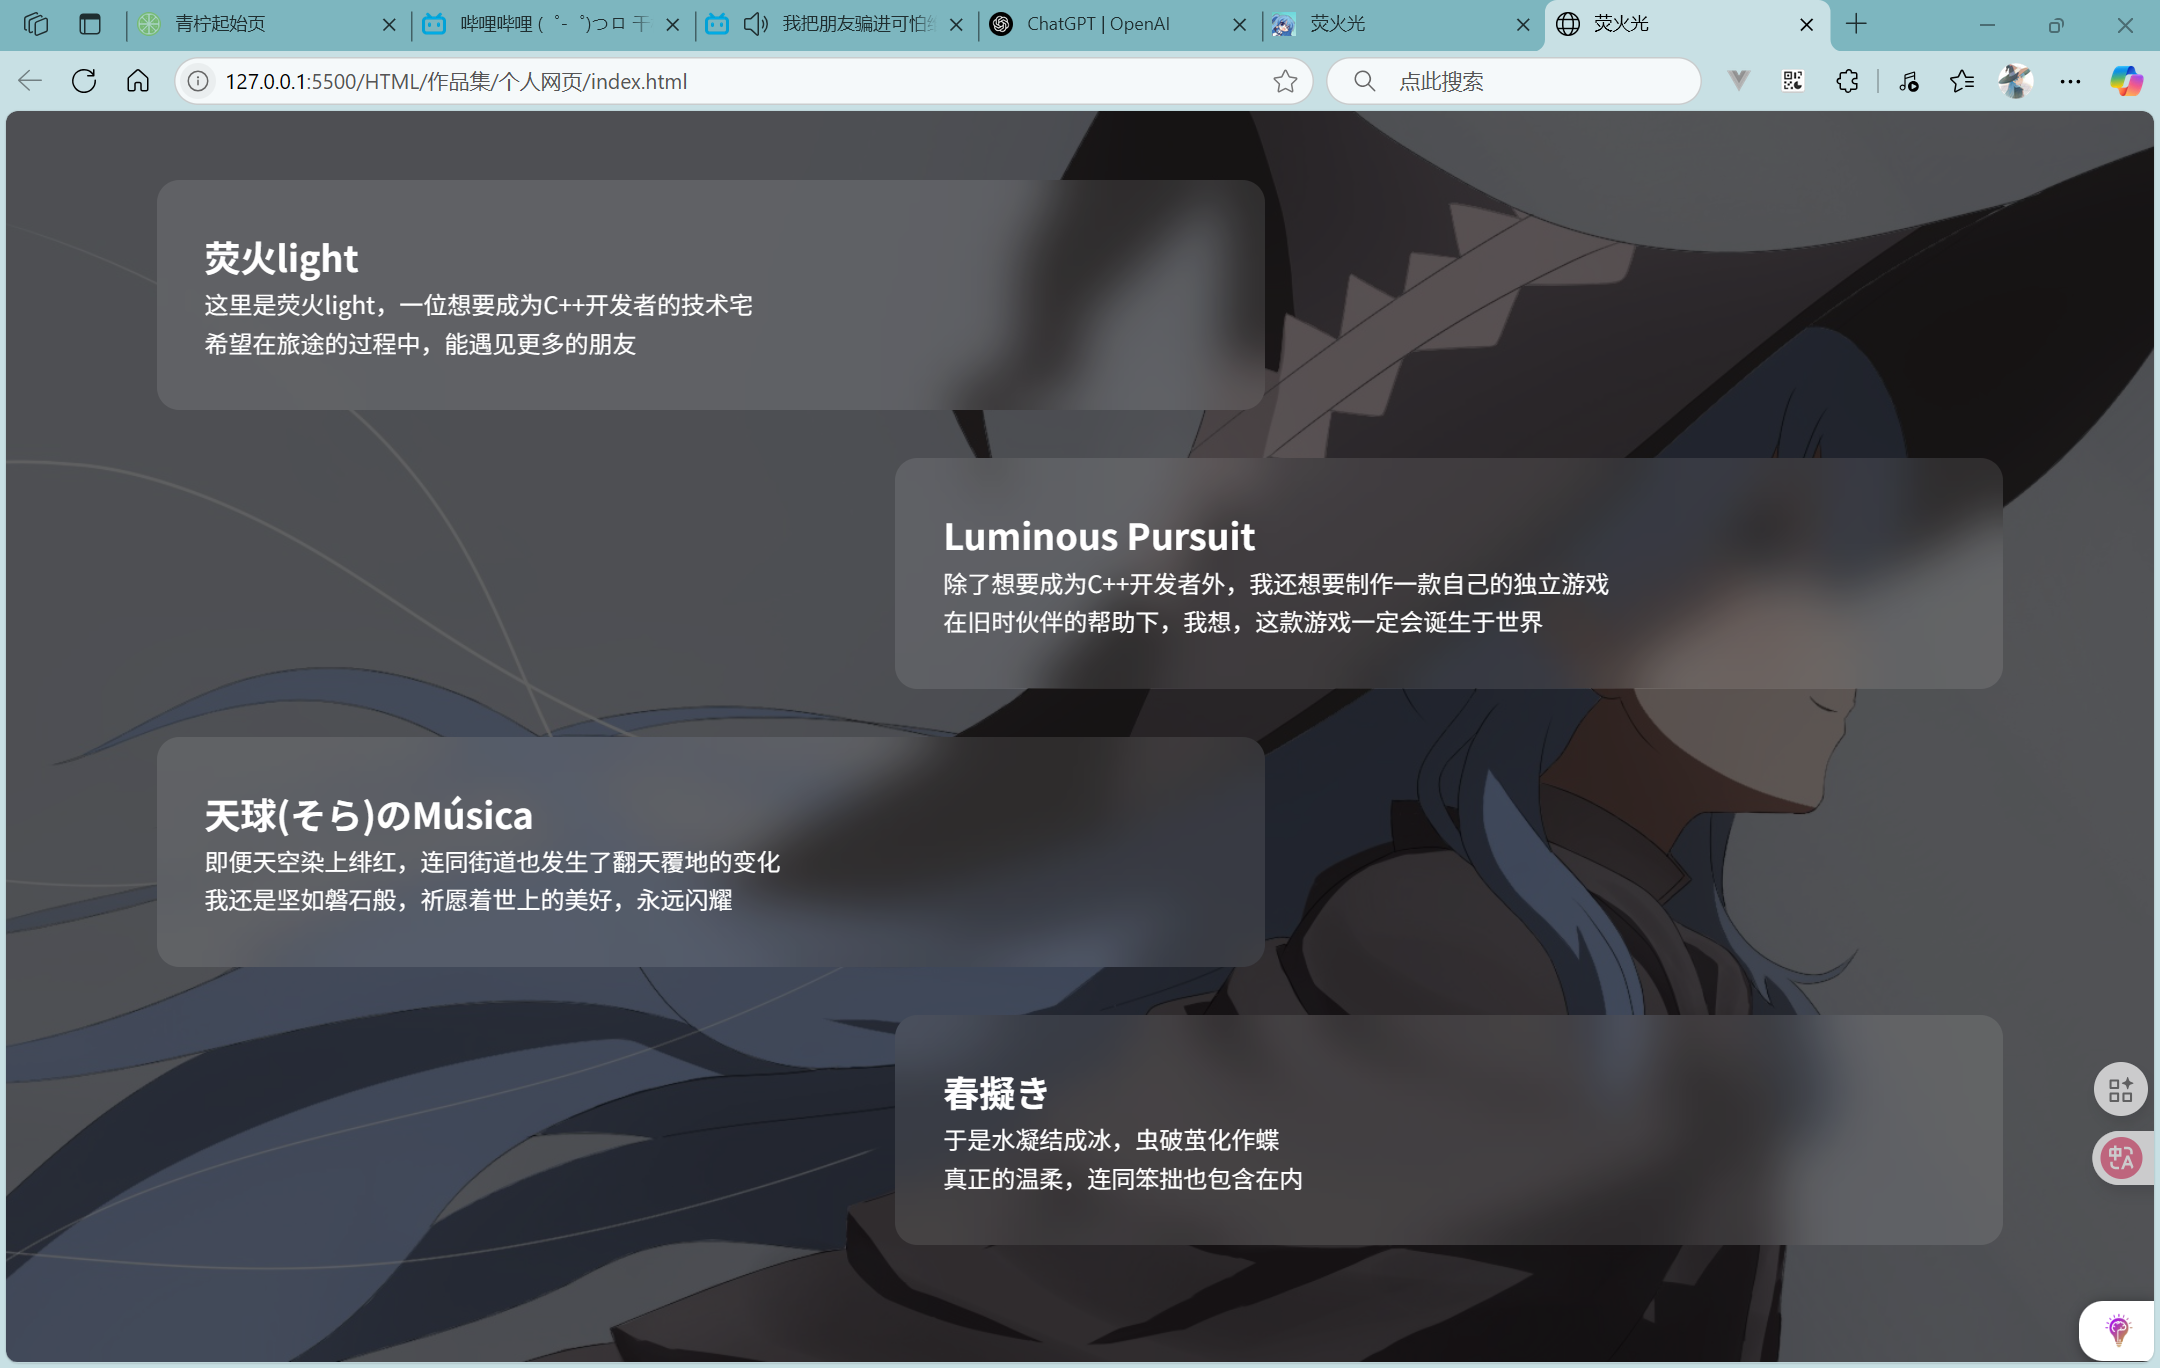 青柠起始页
哔哩哔哩 ( ゜- ゜)つロ 干
我把朋友骗进可怕
ChatGPT | OpenAI
荧火光
荧火光
127.0.0.1:5500/HTML/作品集/个人网页/index.html
点此搜索
荧火light
这里是荧火light，一位想要成为C++开发者的技术宅
希望在旅途的过程中，能遇见更多的朋友
Luminous Pursuit
除了想要成为C++开发者外，我还想要制作一款自己的独立游戏
在旧时伙伴的帮助下，我想，这款游戏一定会诞生于世界
天球(そら)のMúsica
即便天空染上绯红，连同街道也发生了翻天覆地的变化
我还是坚如磐石般，祈愿着世上的美好，永远闪耀
春擬き
于是水凝结成冰，虫破茧化作蝶
真正的温柔，连同笨拙也包含在内